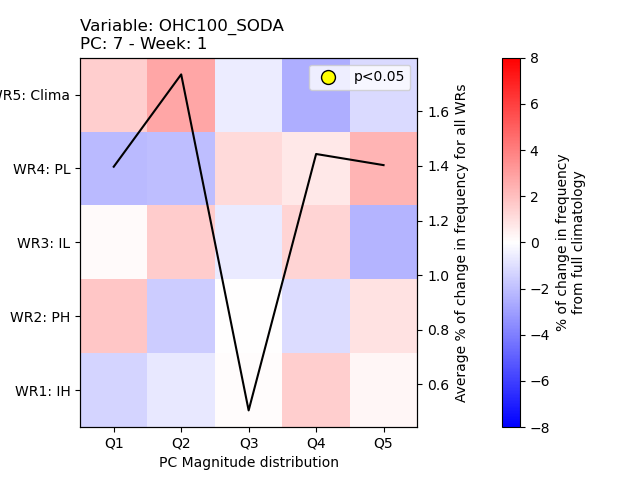 Variable: OHC100_SODA
PC: 7 - Week: 1
WR5: Clima
WR4: PL
WR3: IL
WR2: PH
WR1: IH
p<0.05
Q1 Q2 Q3 Q4 Q5
PC Magnitude distribution
1.6
1.4
1.2
1.0
0.8
0.6
Average % of change in frequency for all WRs
8
6
4
2
0
−2
−4
−6
−8
% of change in frequency
from full climatology